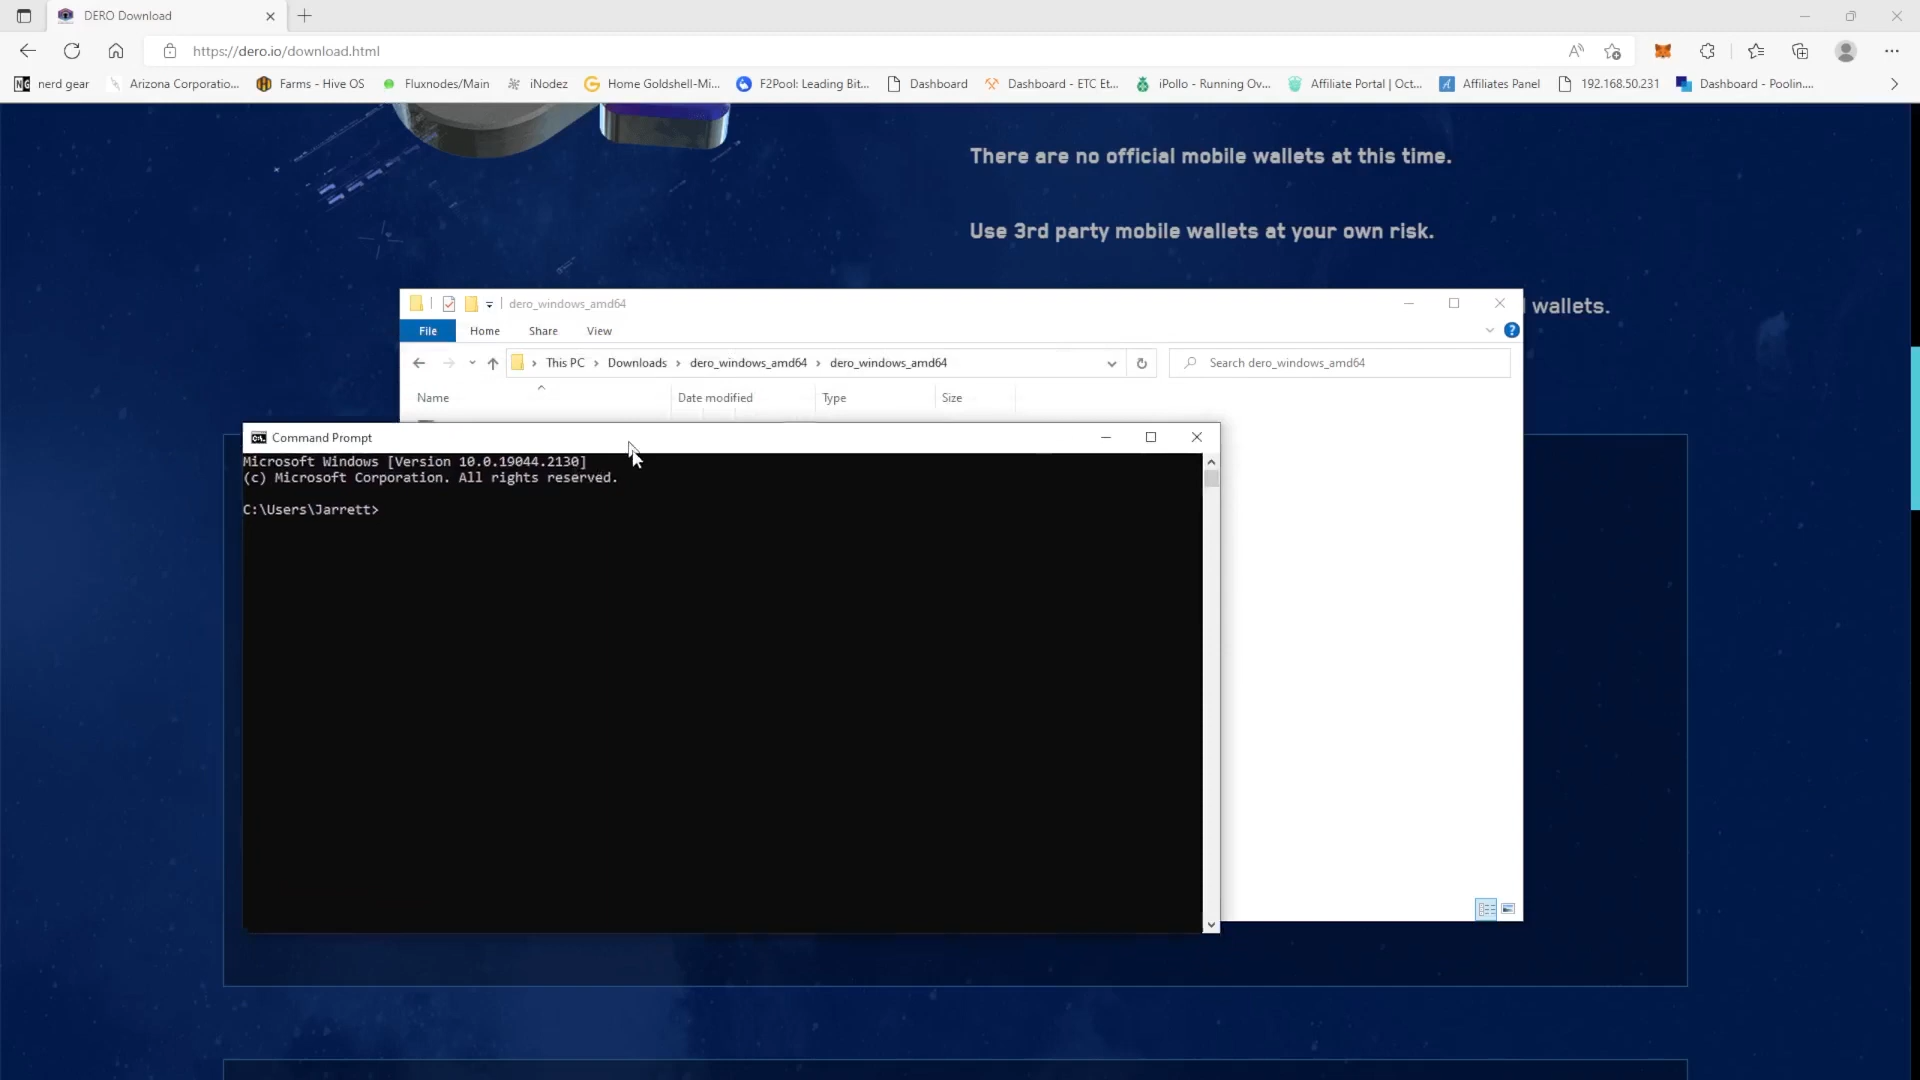 DERO Download
https://dero.io/download.html
nerd gear
Arizona Corporatio...
Farms - Hive OS
Fluxnodes/Main
iNodez
Home Goldshell-Mi...
F2Pool: Leading Bit...
Dashboard
Dashboard - ETC Et...
iPollo - Running Ov...
Affiliate Portal | Oct...
Affiliates Panel
192.168.50.231
Dashboard - Poolin....
There are no official mobile wallets at this time.
Use 3rd party mobile wallets at your own risk.
wallets.
dero_windows_amd64
File Home Share View
This PC > Downloads > dero_windows_amd64 > dero_windows_amd64
Search dero_windows_amd64
Name Date modified Type Size
Command Prompt
Microsoft Windows [Version 10.0.19044.2130]
(c) Microsoft Corporation. All rights reserved.
C:\Users\Jarrett>